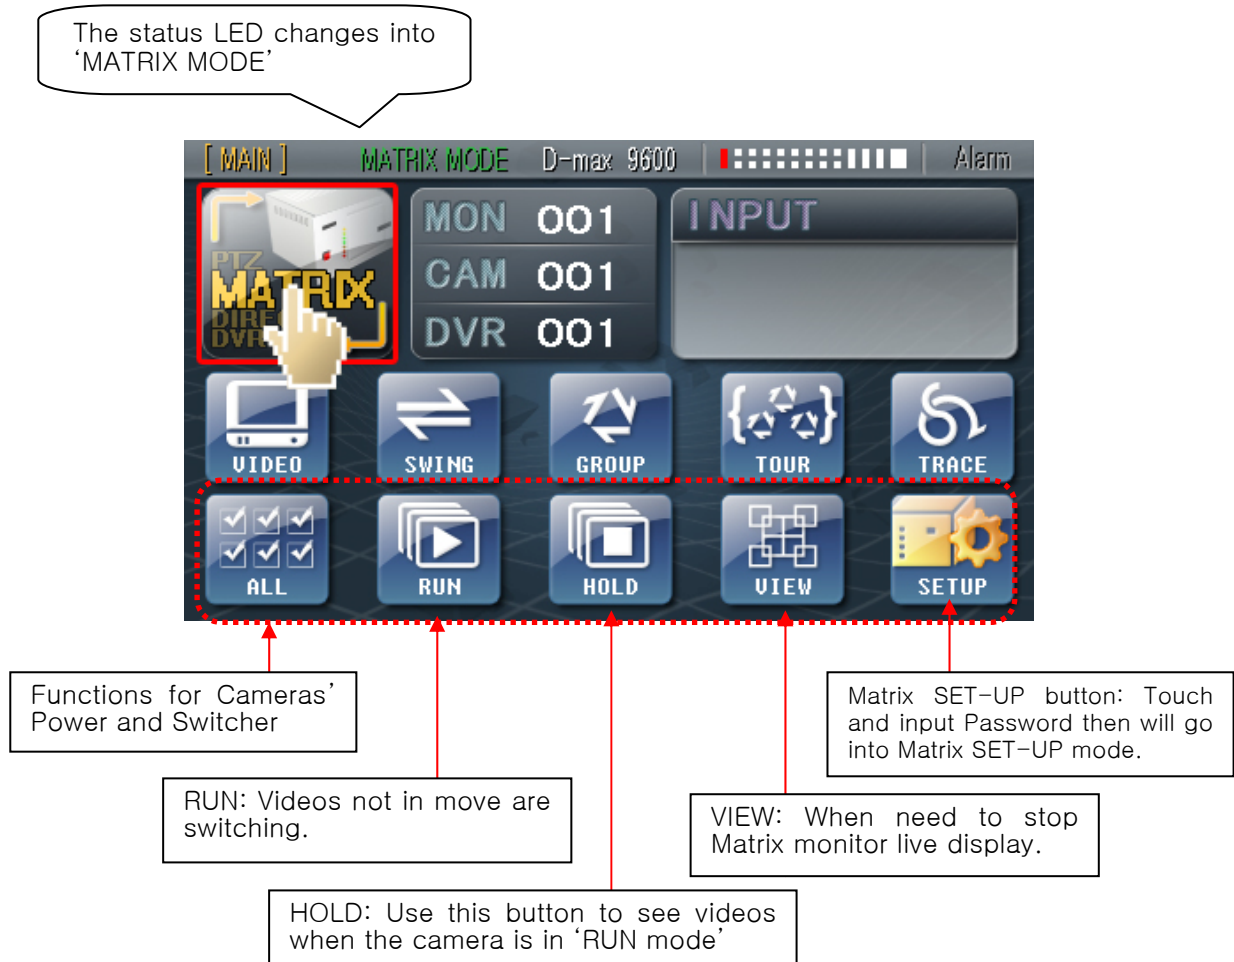 The status LED changes into
‘MATRIX MODE’
[ MAIN ] MATRIX MODE D-max 9600 Alarm
PTZ
MATRIX
DIREC
DVR
MON 001
CAM 001
DVR 001
INPUT
VIDEO SWING GROUP TOUR TRACE
ALL RUN HOLD VIEW SETUP
Functions for Cameras’
Power and Switcher
Matrix SET-UP button: Touch
and input Password then will go
into Matrix SET-UP mode.
RUN: Videos not in move are
switching.
VIEW: When need to stop
Matrix monitor live display.
HOLD: Use this button to see videos
when the camera is in ‘RUN mode’